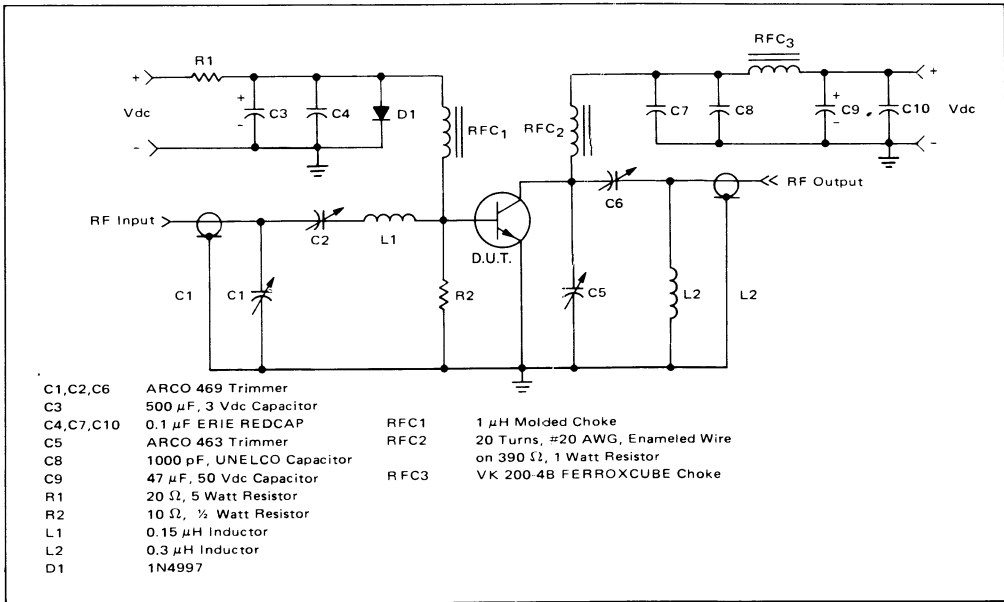 RFC3
R1
+
+
+
+
Vdc
C3
C4
D1
RFC1
RFC2
C7
C8
C9
C10
Vdc
-
-
-
-
RF Input
C2
L1
D.U.T.
C6
RF Output
C1
C1
R2
C5
L2
L2
C1,C2,C6 ARCO 469 Trimmer
C3 500 μF, 3 Vdc Capacitor
C4,C7,C10 0.1 μF ERIE REDCAP
C5 ARCO 463 Trimmer
C8 1000 pF, UNELCO Capacitor
C9 47 μF, 50 Vdc Capacitor
R1 20 Ω, 5 Watt Resistor
R2 10 Ω, ½ Watt Resistor
L1 0.15 μH Inductor
L2 0.3 μH Inductor
D1 1N4997
RFC1 1 μH Molded Choke
RFC2 20 Turns, #20 AWG, Enameled Wire
on 390 Ω, 1 Watt Resistor
RFC3 VK 200-4B FERROXCUBE Choke